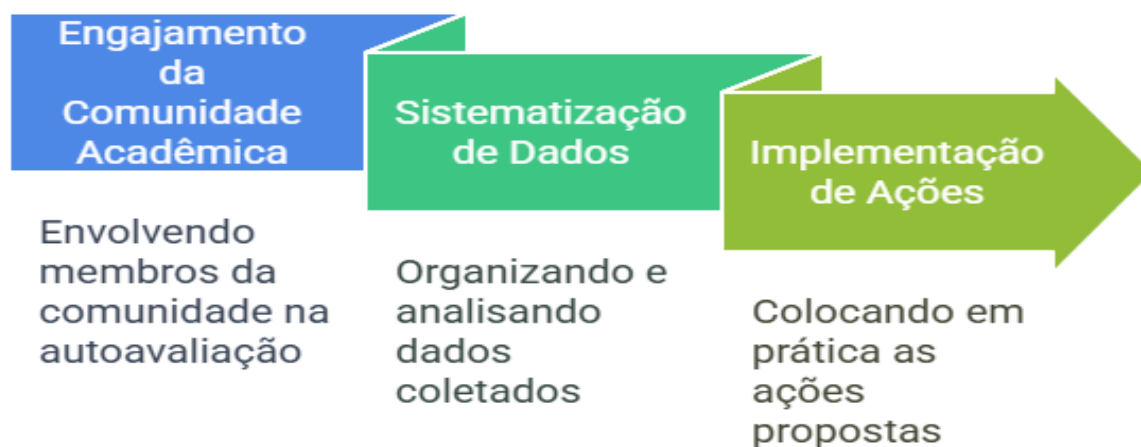 Engajamento
da
Comunidade
Acadêmica
Envolvendo
membros da
comunidade na
autoavaliação
Sistematização
de Dados
Organizando e
analisando
dados
coletados
Implementação
de Ações
Colocando em
prática as
ações
propostas